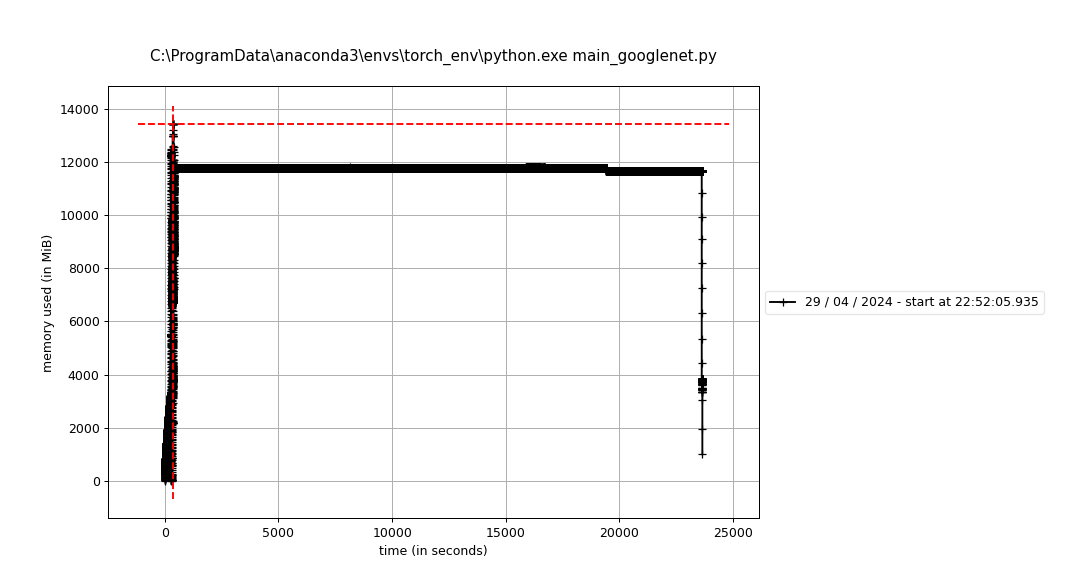 C:\ProgramData\anaconda3\envs\torch_env\python.exe main_googlenet.py
14000
12000
10000
8000
6000
4000
2000
0
memory used (in MiB)
0 5000 10000 15000 20000 25000
time (in seconds)
29 / 04 / 2024 - start at 22:52:05.935